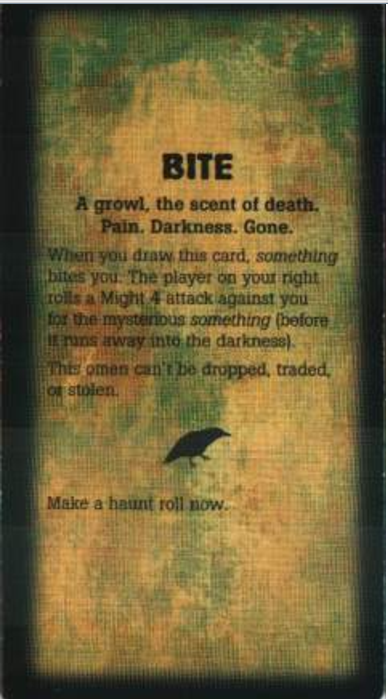 BITE
A growl, the scent of death.
Pain. Darkness. Gone.
When you draw this card, something
bites you. The player on your right
rolls a Might 4 attack against you
for the mysterious something (before
it runs away into the darkness).
This omen can't be dropped, traded,
or stolen.
Make a haunt roll now.